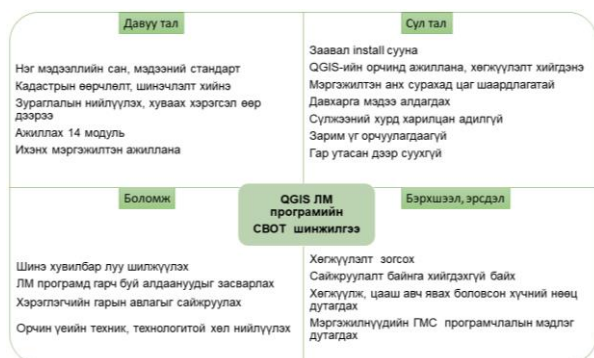 Давуу тал
Нэг мэдээллийн сан, мэдээний стандарт
Кадастрын өөрчлөлт, шинэчлэлт хийнэ
Зураглалын нийлүүлэх, хуваах хэрэгсэл өөр
дээрээ
Ажиллах 14 модуль
Ихэнх мэргэжилтэн ажиллана
Сул тал
Заавал install сууна
QGIS-ийн орчинд ажиллана, хөгжүүлэлт хийгдэнэ
Мэргэжилтэн анх сурахад цаг шаардлагатай
Давхарга мэдээ алдагдах
Сүлжээний хурд харилцан адилгүй
Зарим үг орчуулагдаагүй
Гар утасан дээр суухгүй
QGIS ЛМ
програмийн
СВОТ шинжилгээ
Боломж
Шинэ хувилбар луу шилжүүлэх
ЛМ програмд гарч буй алдаануудыг засварлах
Хэрэглэгчийн гарын авлагыг сайжруулах
Орчин үеийн техник, технологитой хөл нийлүүлэх
Бэрхшээл, эрсдэл
Хөгжүүлэлт зогсох
Сайжруулалт байнга хийгдэхгүй байх
Хөгжүүлж, цааш авч явах боловсон хүчний нөөц
дутагдах
Мэргэжилнүүдийн ГМС програмчлалын мэдлэг
дутагдах